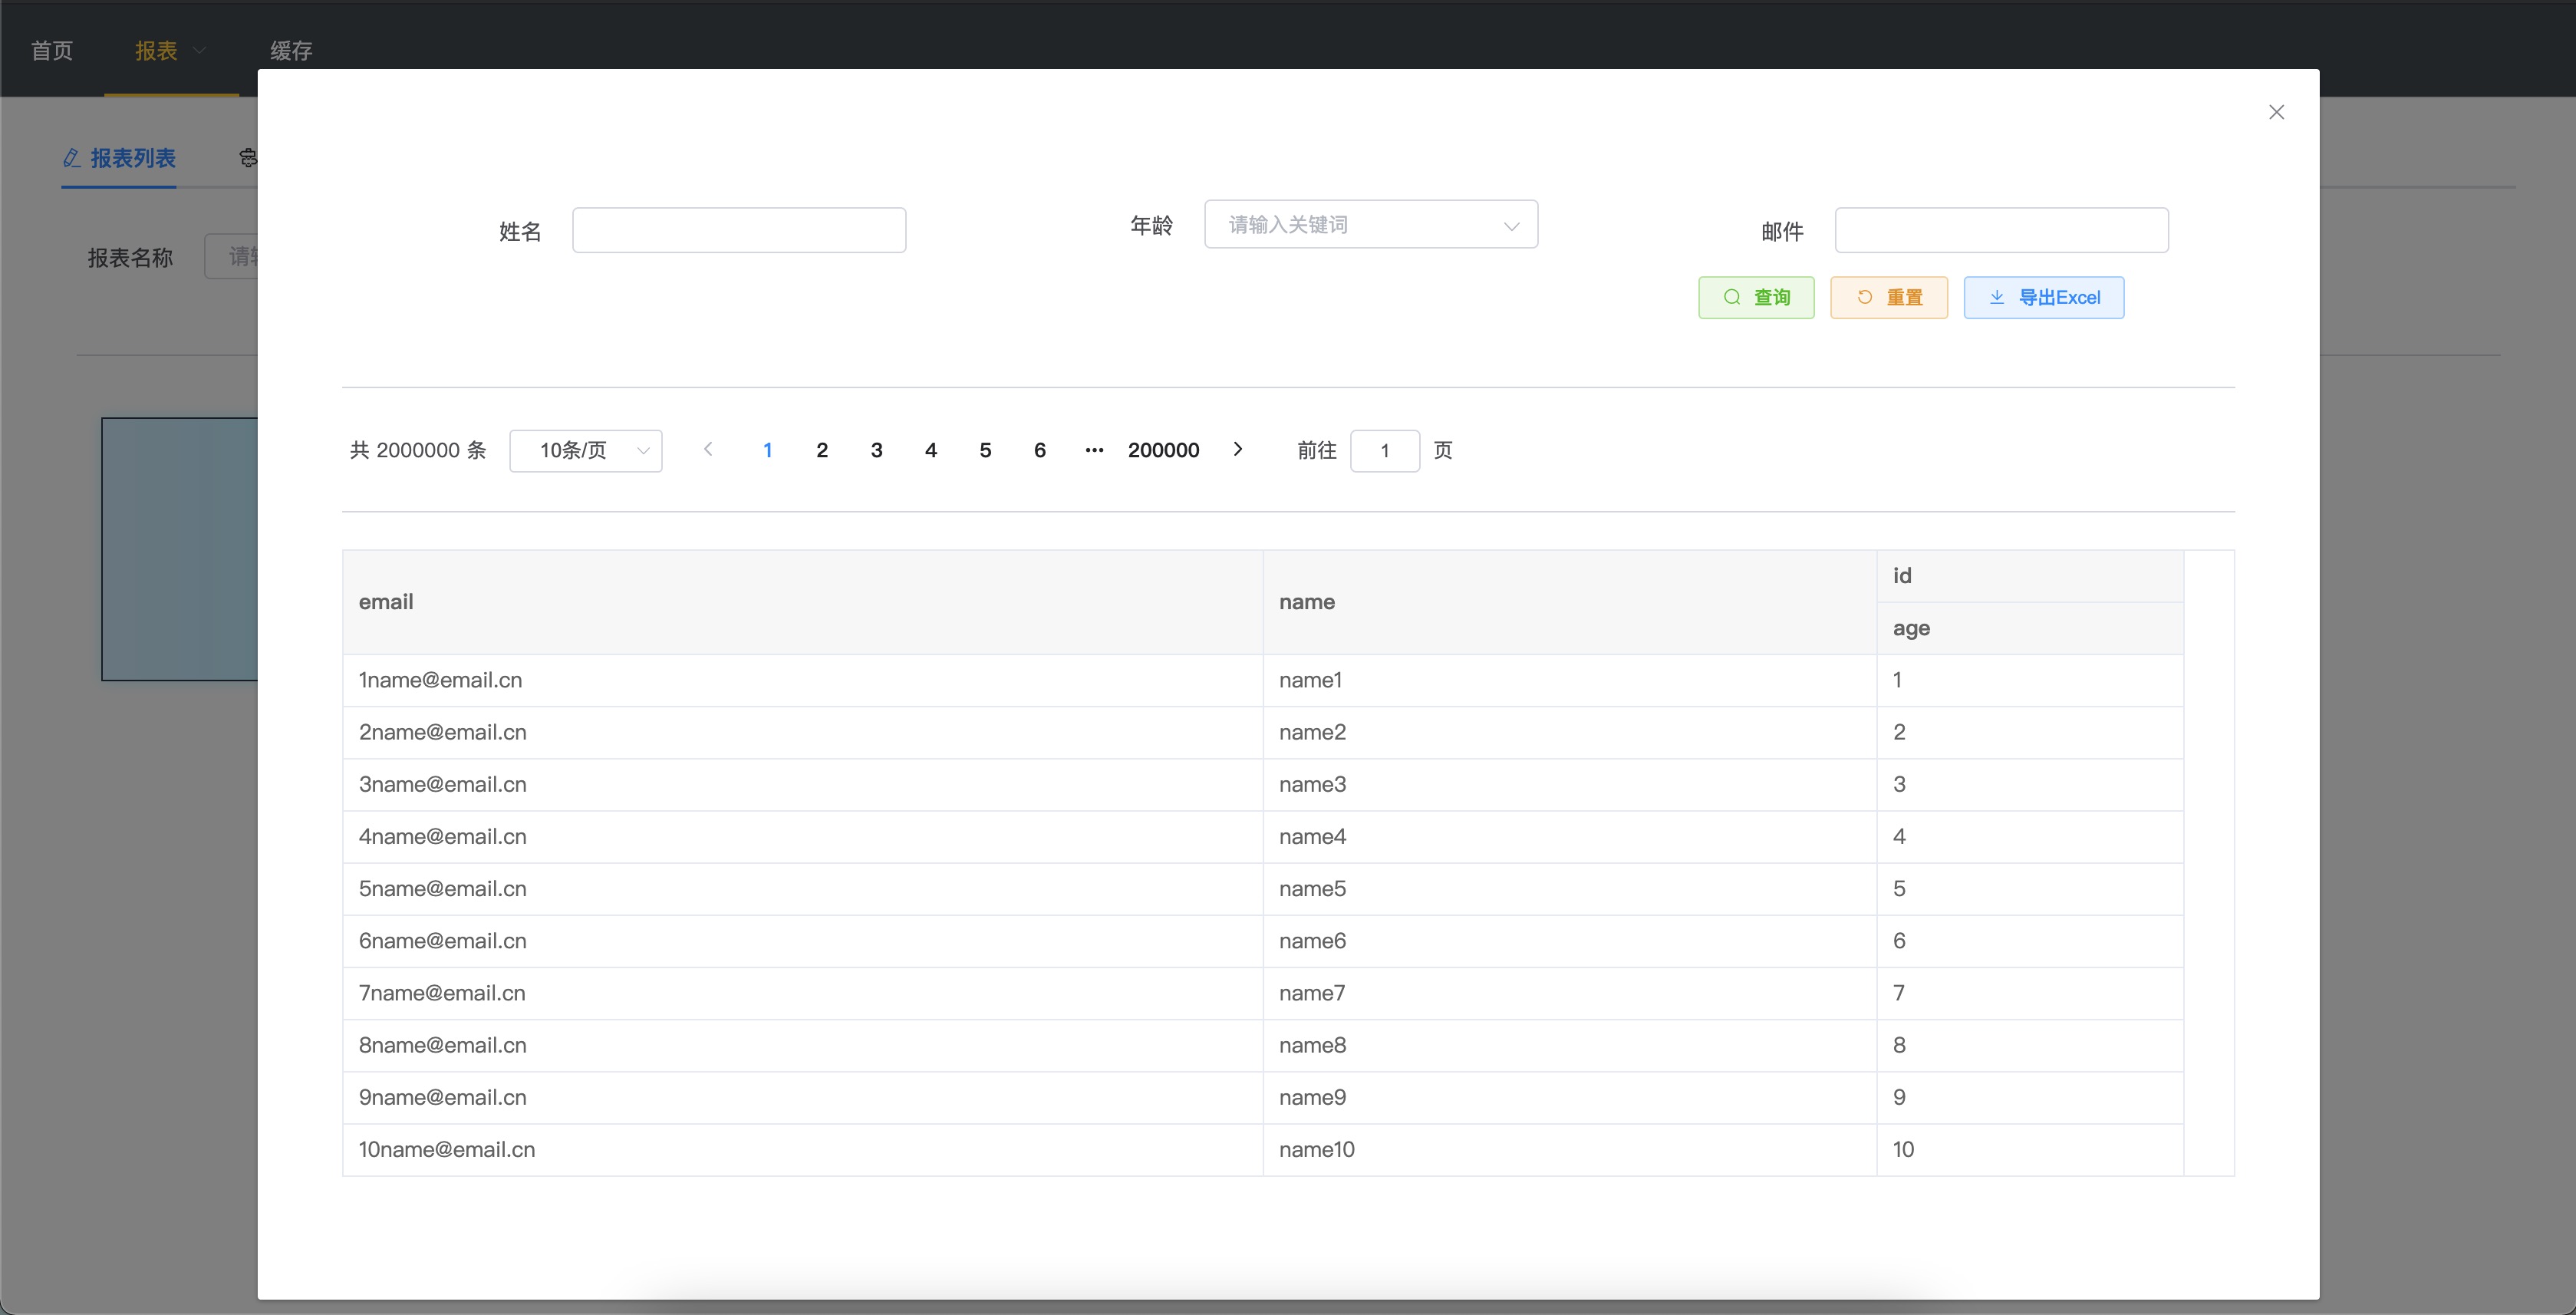 首页 报表 缓存
报表列表
姓名 年龄 请输入关键词 邮件
报表名称
查询 重置 导出Excel
共 2000000 条 10条/页 1 2 3 4 5 6 ••• 200000 前往 1 页
email name id
age
1name@email.cn name1 1
2name@email.cn name2 2
3name@email.cn name3 3
4name@email.cn name4 4
5name@email.cn name5 5
6name@email.cn name6 6
7name@email.cn name7 7
8name@email.cn name8 8
9name@email.cn name9 9
10name@email.cn name10 10